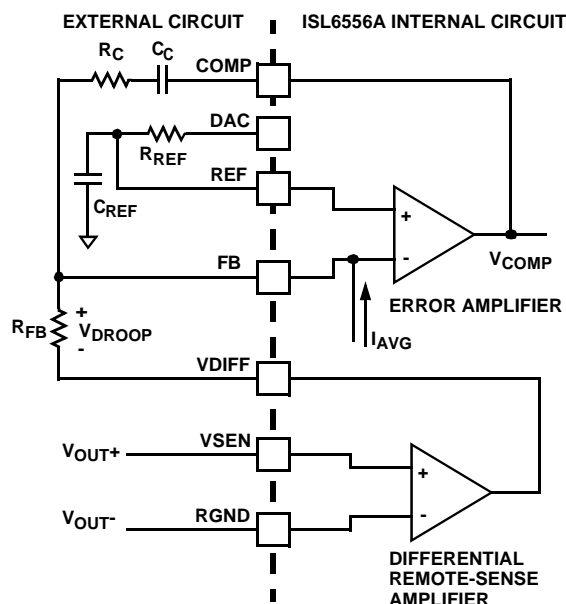 EXTERNAL CIRCUIT
ISL6556A INTERNAL CIRCUIT
RC
CC
COMP
DAC
RREF
REF
CREF
+
-
VCOMP
FB
ERROR AMPLIFIER
IAVG
RFB
+
VDROOP
-
VDIFF
VOUT+
VSEN
+
VOUT-
RGND
-
DIFFERENTIAL
REMOTE-SENSE
AMPLIFIER